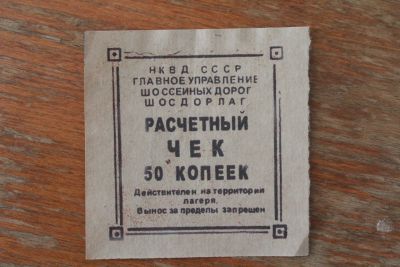 НКВД СССР
ГЛАВНОЕ УПРАВЛЕНИЕ
ШОССЕЙНЫХ ДОРОГ
ШОСДОРЛАГ
РАСЧЕТНЫЙ
ЧЕК
50 КОПЕЕК
Действителен на территории
лагеря.
Вынос за пределы запрещен